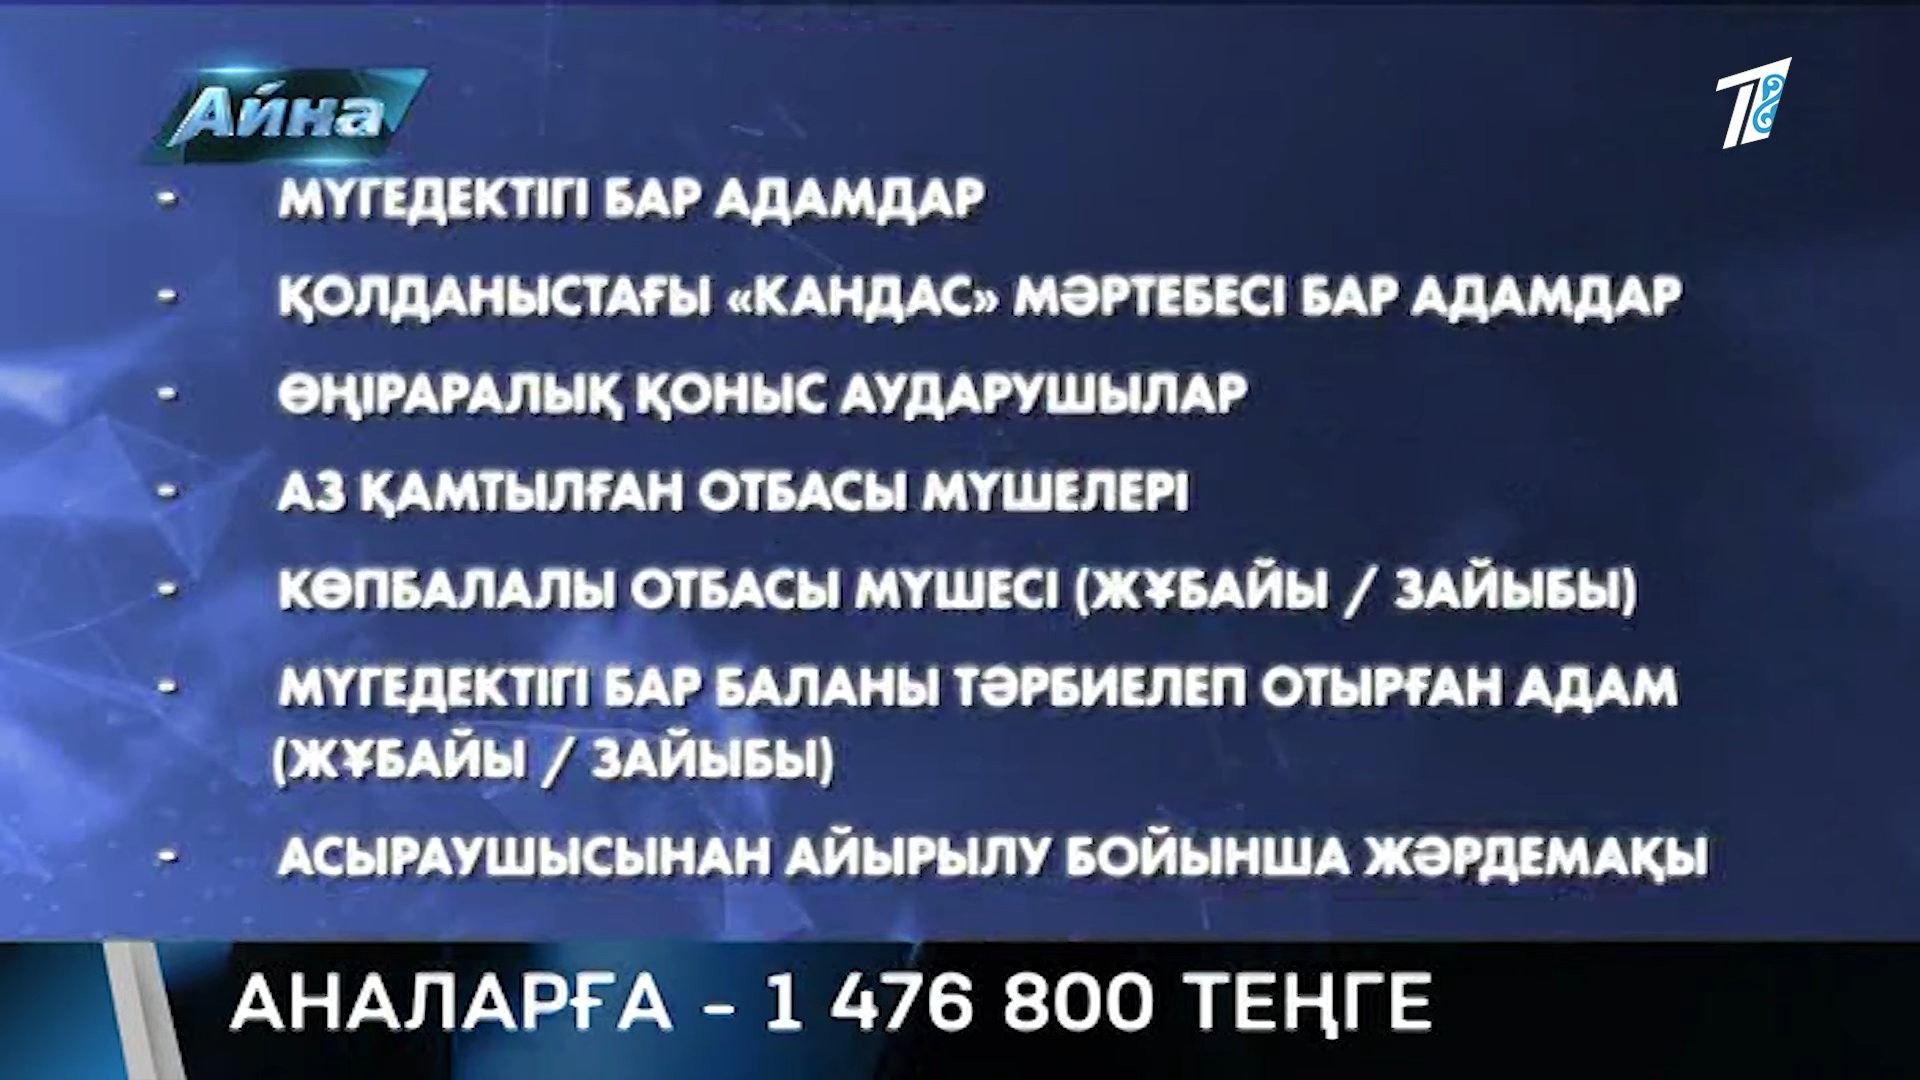 Айна
- МҮГЕДЕКТІГІ БАР АДАМДАР
- ҚОЛДАНЫСТАҒЫ «КАНДАС» МӘРТЕБЕСІ БАР АДАМДАР
- ӨҢІРАРАЛЫҚ ҚОНЫС АУДАРУШЫЛАР
- АЗ ҚАМТЫЛҒАН ОТБАСЫ МҮШЕЛЕРІ
- КӨПБАЛАЛЫ ОТБАСЫ МҮШЕСІ (ЖҰБАЙЫ / ЗАЙЫБЫ)
- МҮГЕДЕКТІГІ БАР БАЛАНЫ ТӘРБИЕЛЕП ОТЫРҒАН АДАМ
(ЖҰБАЙЫ / ЗАЙЫБЫ)
- АСЫРАУШЫСЫНАН АЙЫРЫЛУ БОЙЫНША ЖӘРДЕМАҚЫ
АНАЛАРҒА - 1 476 800 ТЕҢГЕ